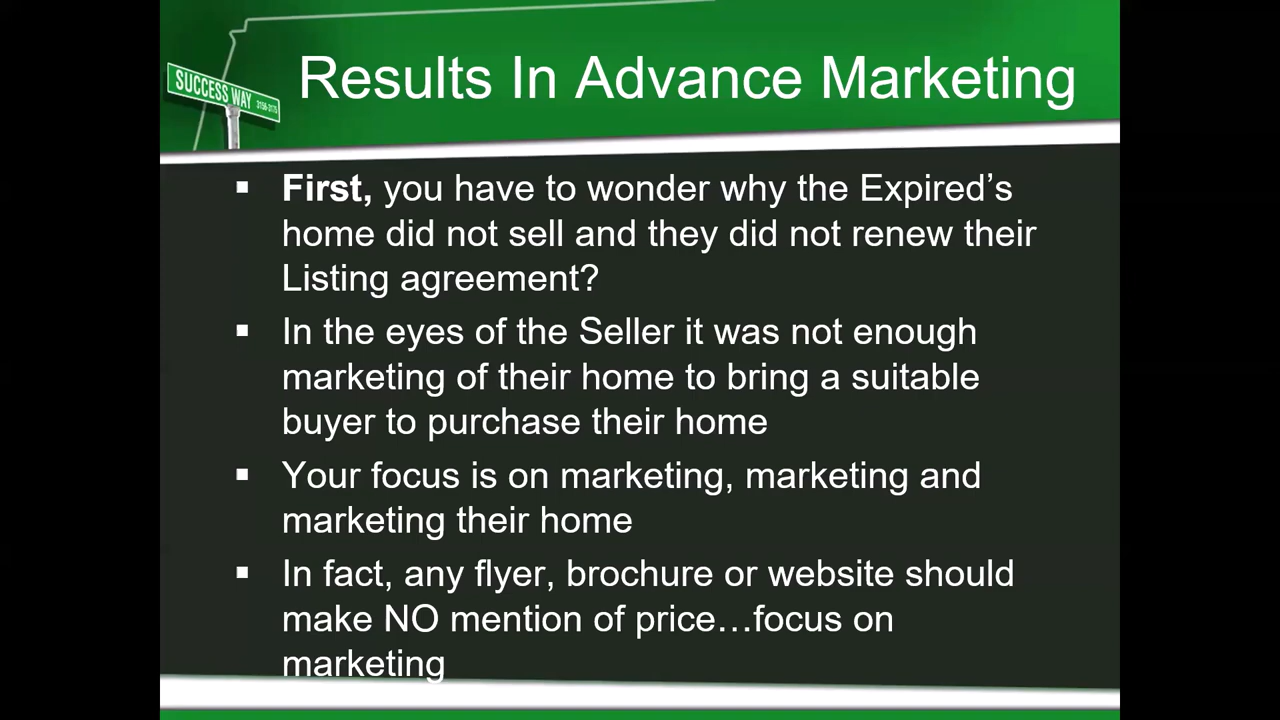 Results In Advance Marketing
SUCCESS WAY
▪ First, you have to wonder why the Expired’s
home did not sell and they did not renew their
Listing agreement?
▪ In the eyes of the Seller it was not enough
marketing of their home to bring a suitable
buyer to purchase their home
▪ Your focus is on marketing, marketing and
marketing their home
▪ In fact, any flyer, brochure or website should
make NO mention of price…focus on
marketing